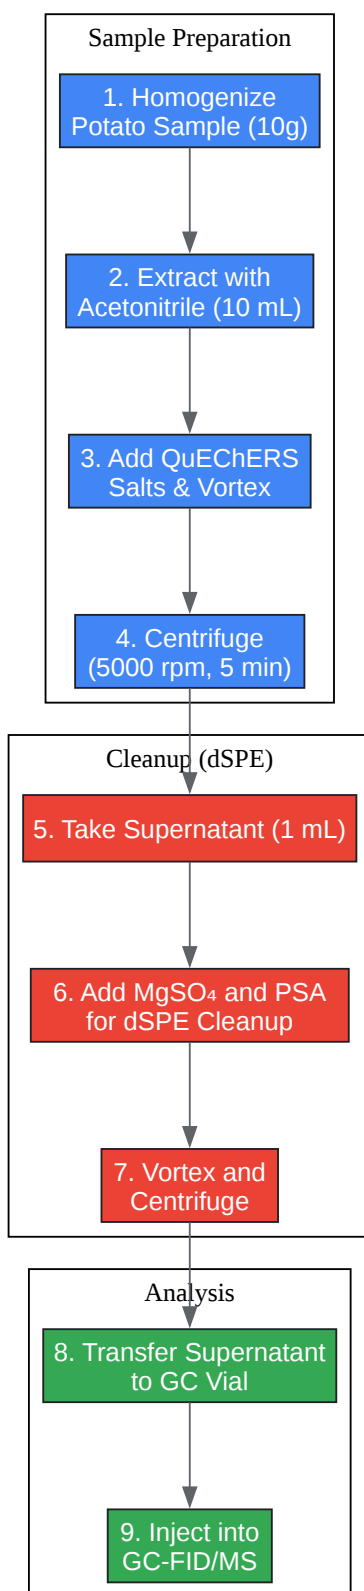 Sample Preparation
1. Homogenize
Potato Sample (10g)
2. Extract with
Acetonitrile (10 mL)
3. Add QuEChERS
Salts & Vortex
4. Centrifuge
(5000 rpm, 5 min)
Cleanup (dSPE)
5. Take Supernatant (1 mL)
6. Add MgSO₄ and PSA
for dSPE Cleanup
7. Vortex and
Centrifuge
Analysis
8. Transfer Supernatant
to GC Vial
9. Inject into
GC-FID/MS